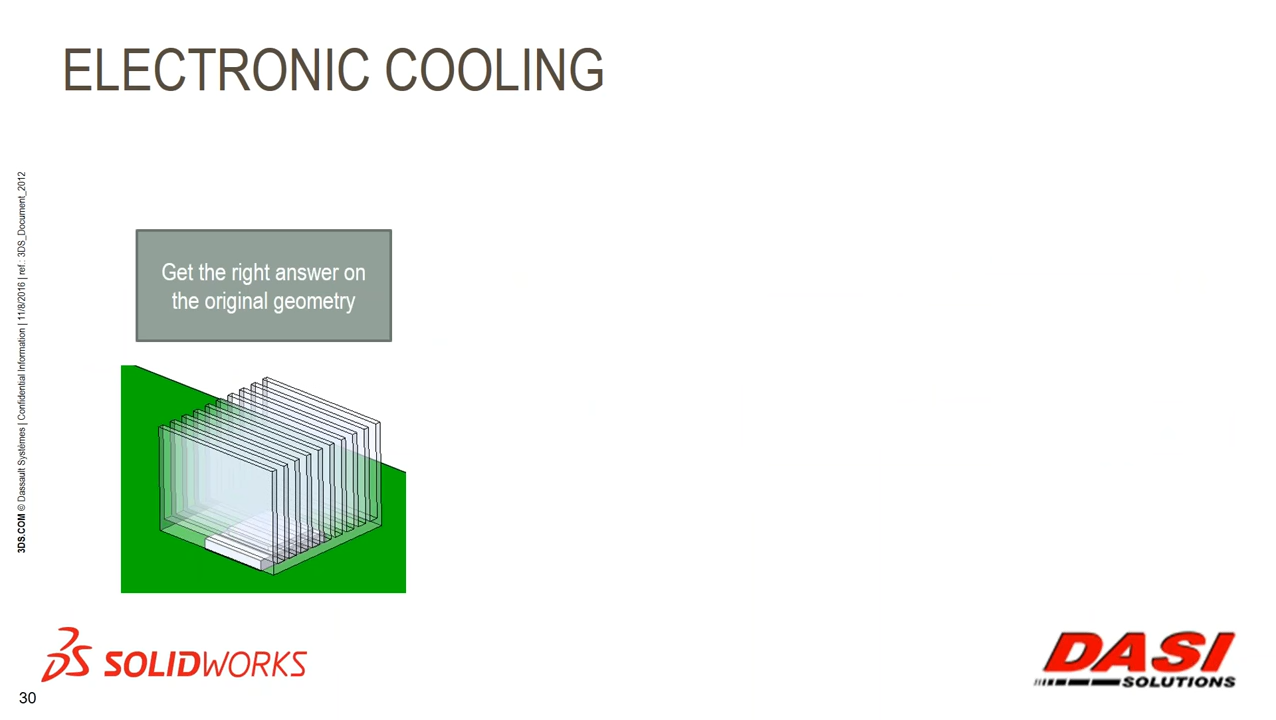 ELECTRONIC COOLING
3DS.COM © Dassault Systèmes | Confidential Information | 11/8/2016 | ref.: 3DS_Document_2012
Get the right answer on
the original geometry
3DS SOLIDWORKS
DASI
SOLUTIONS
30